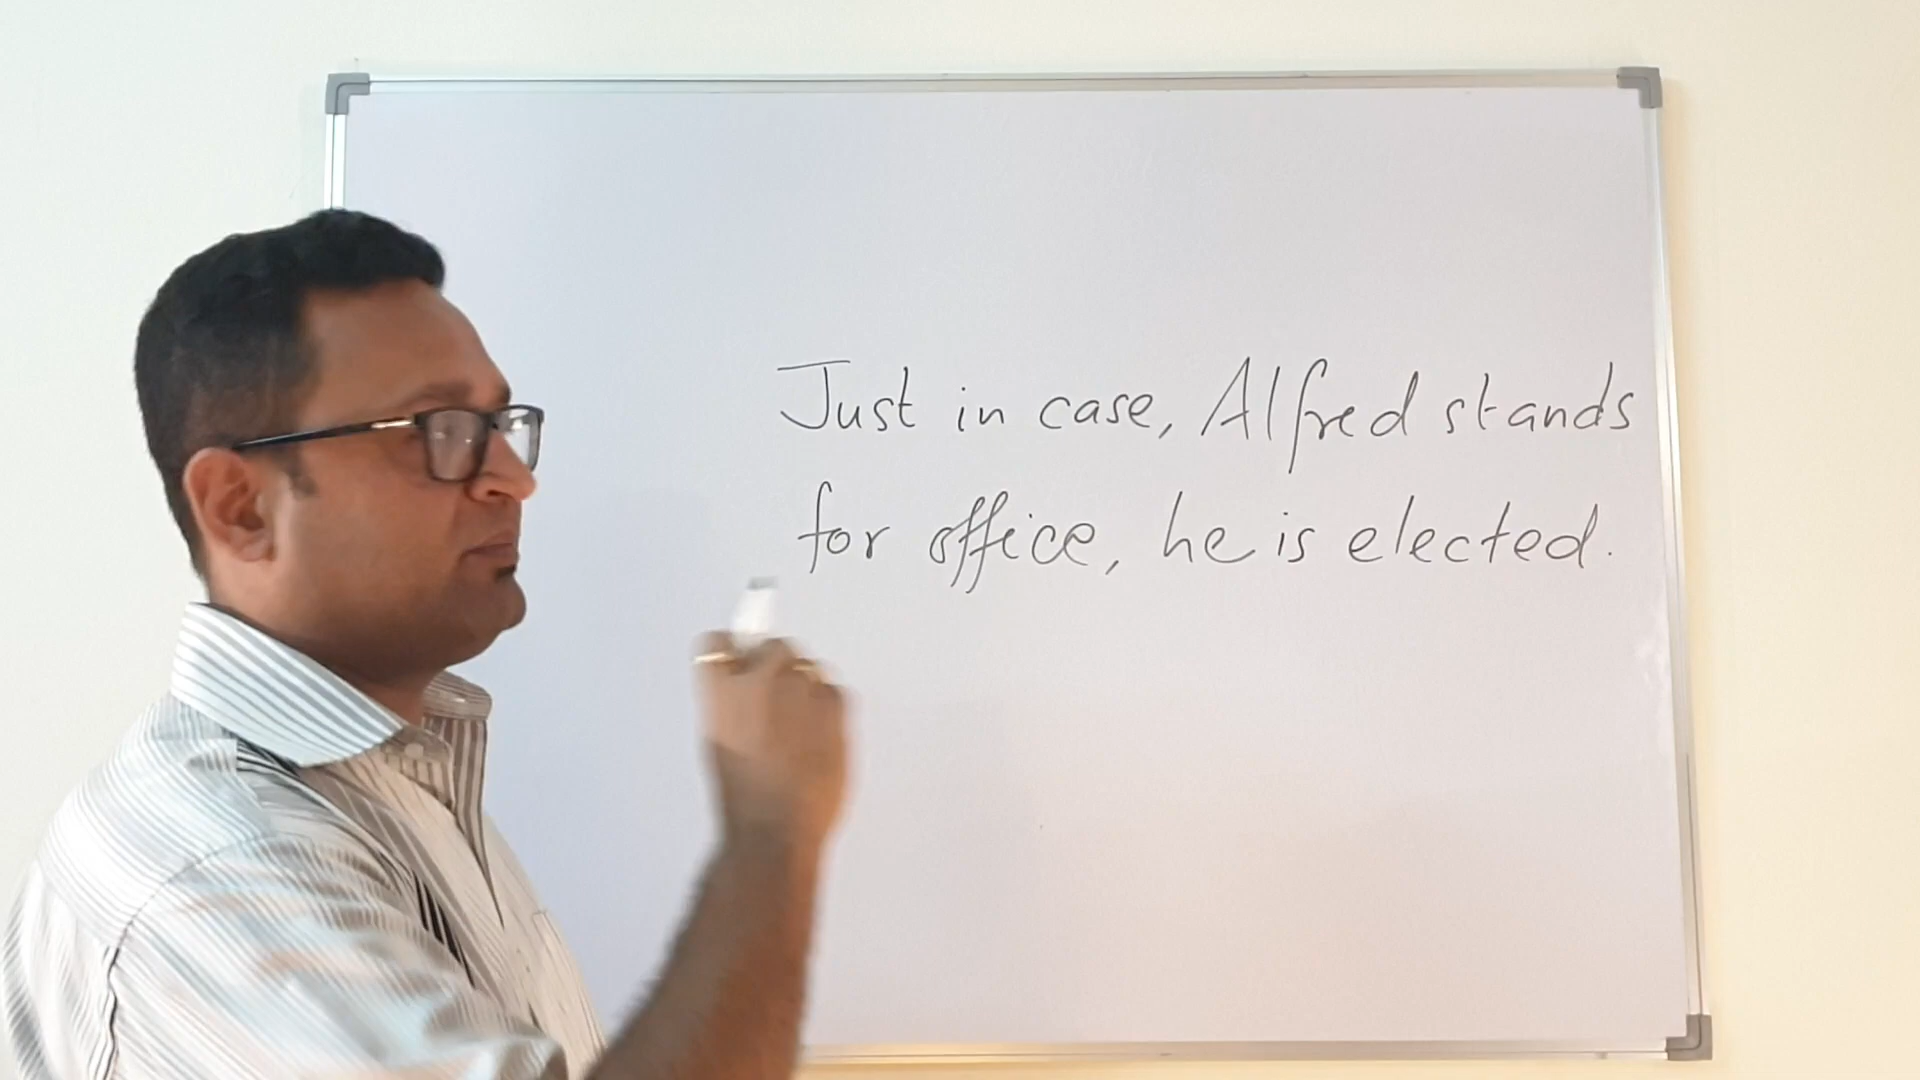 Just in case, Alfred stands
for office, he is elected.